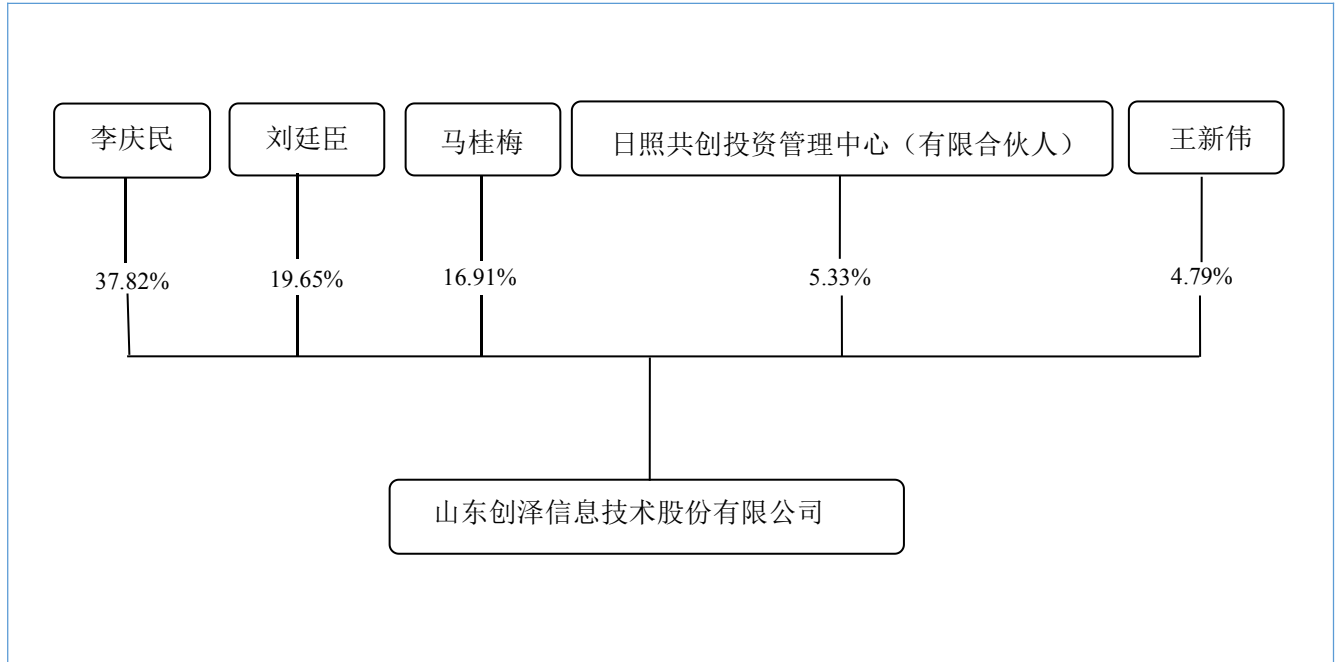 李庆民
刘廷臣
马桂梅
日照共创投资管理中心（有限合伙人）
王新伟
37.82%
19.65%
16.91%
5.33%
4.79%
山东创泽信息技术股份有限公司